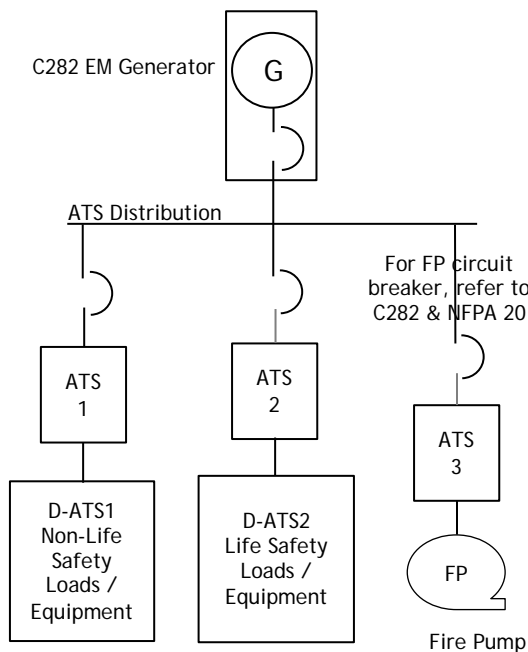 C282 EM Generator
G
ATS Distribution
For FP circuit
breaker, refer to
C282 & NFPA 20
ATS
1
ATS
2
ATS
3
D-ATS1
Non-Life
Safety
Loads /
Equipment
D-ATS2
Life Safety
Loads /
Equipment
FP
Fire Pump